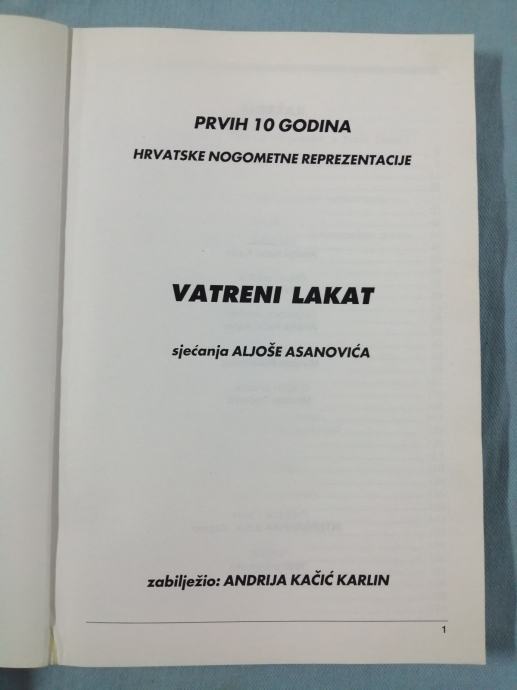 PRVIH 10 GODINA
HRVATSKE NOGOMETNE REPREZENTACIJE
VATRENI LAKAT
sjećanja ALJOŠE ASANOVIĆA
zabilježio: ANDRIJA KAČIĆ KARLIN
1